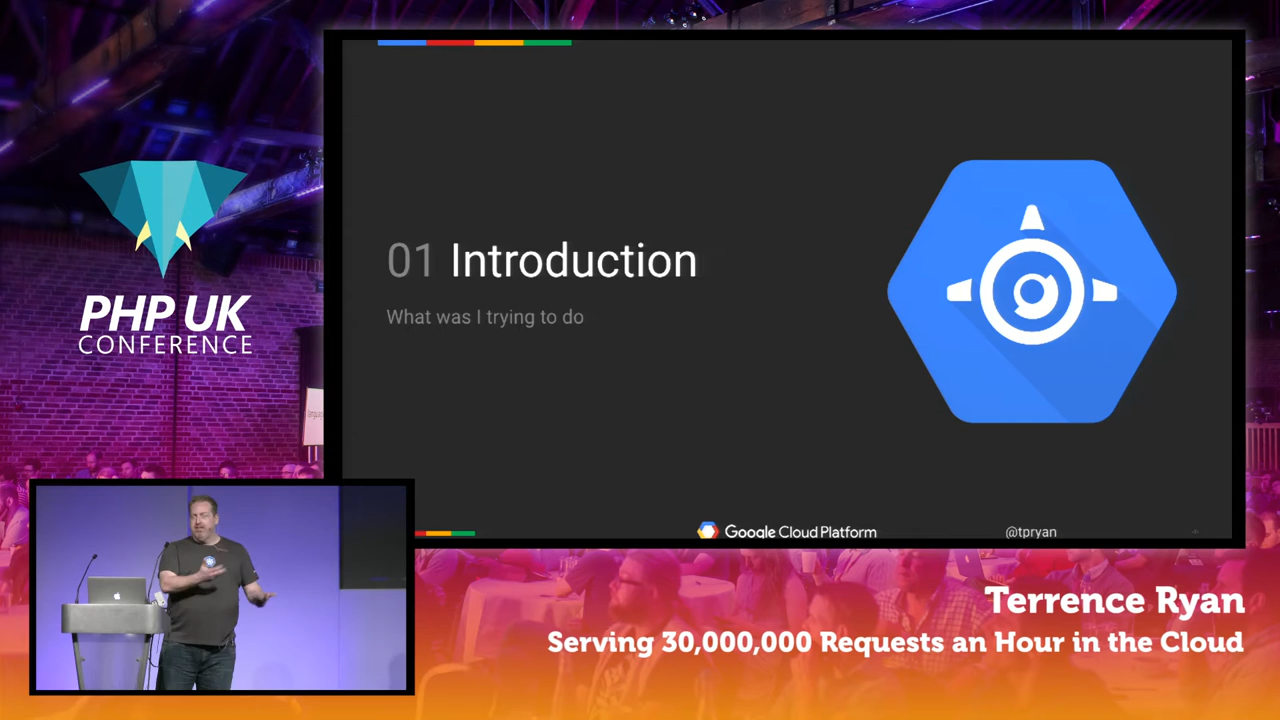 01 Introduction
What was I trying to do
PHP UK
CONFERENCE
Google Cloud Platform
@tpryan
Terrence Ryan
Serving 30,000,000 Requests an Hour in the Cloud